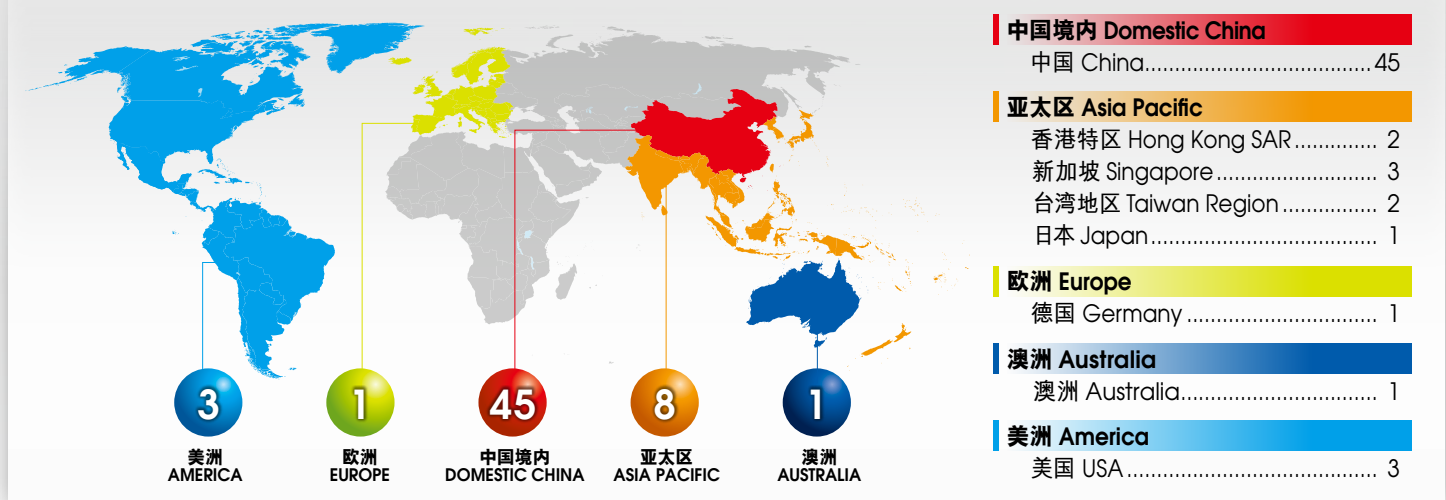 3
美洲
AMERICA
1
欧洲
EUROPE
45
中国境内
DOMESTIC CHINA
8
亚太区
ASIA PACIFIC
1
澳洲
AUSTRALIA
中国境内 Domestic China
中国 China......................................45
亚太区 Asia Pacific
香港特区 Hong Kong SAR.............. 2
新加坡 Singapore........................... 3
台湾地区 Taiwan Region................ 2
日本 Japan...................................... 1
欧洲 Europe
德国 Germany................................ 1
澳洲 Australia
澳洲 Australia................................. 1
美洲 America
美国 USA.......................................... 3